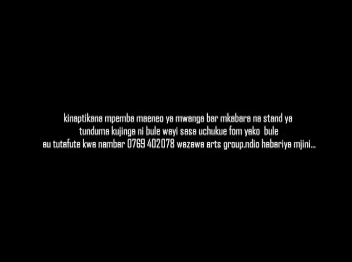 kinaptikana mpemba maeneo ya mwanga bar mkabara na stand ya
tunduma kujinga ni bule wayi sasa uchukue fom yako bule
au tutafute kwa nambar 0769 402078 wazawa arts group.ndio habariya mjini...